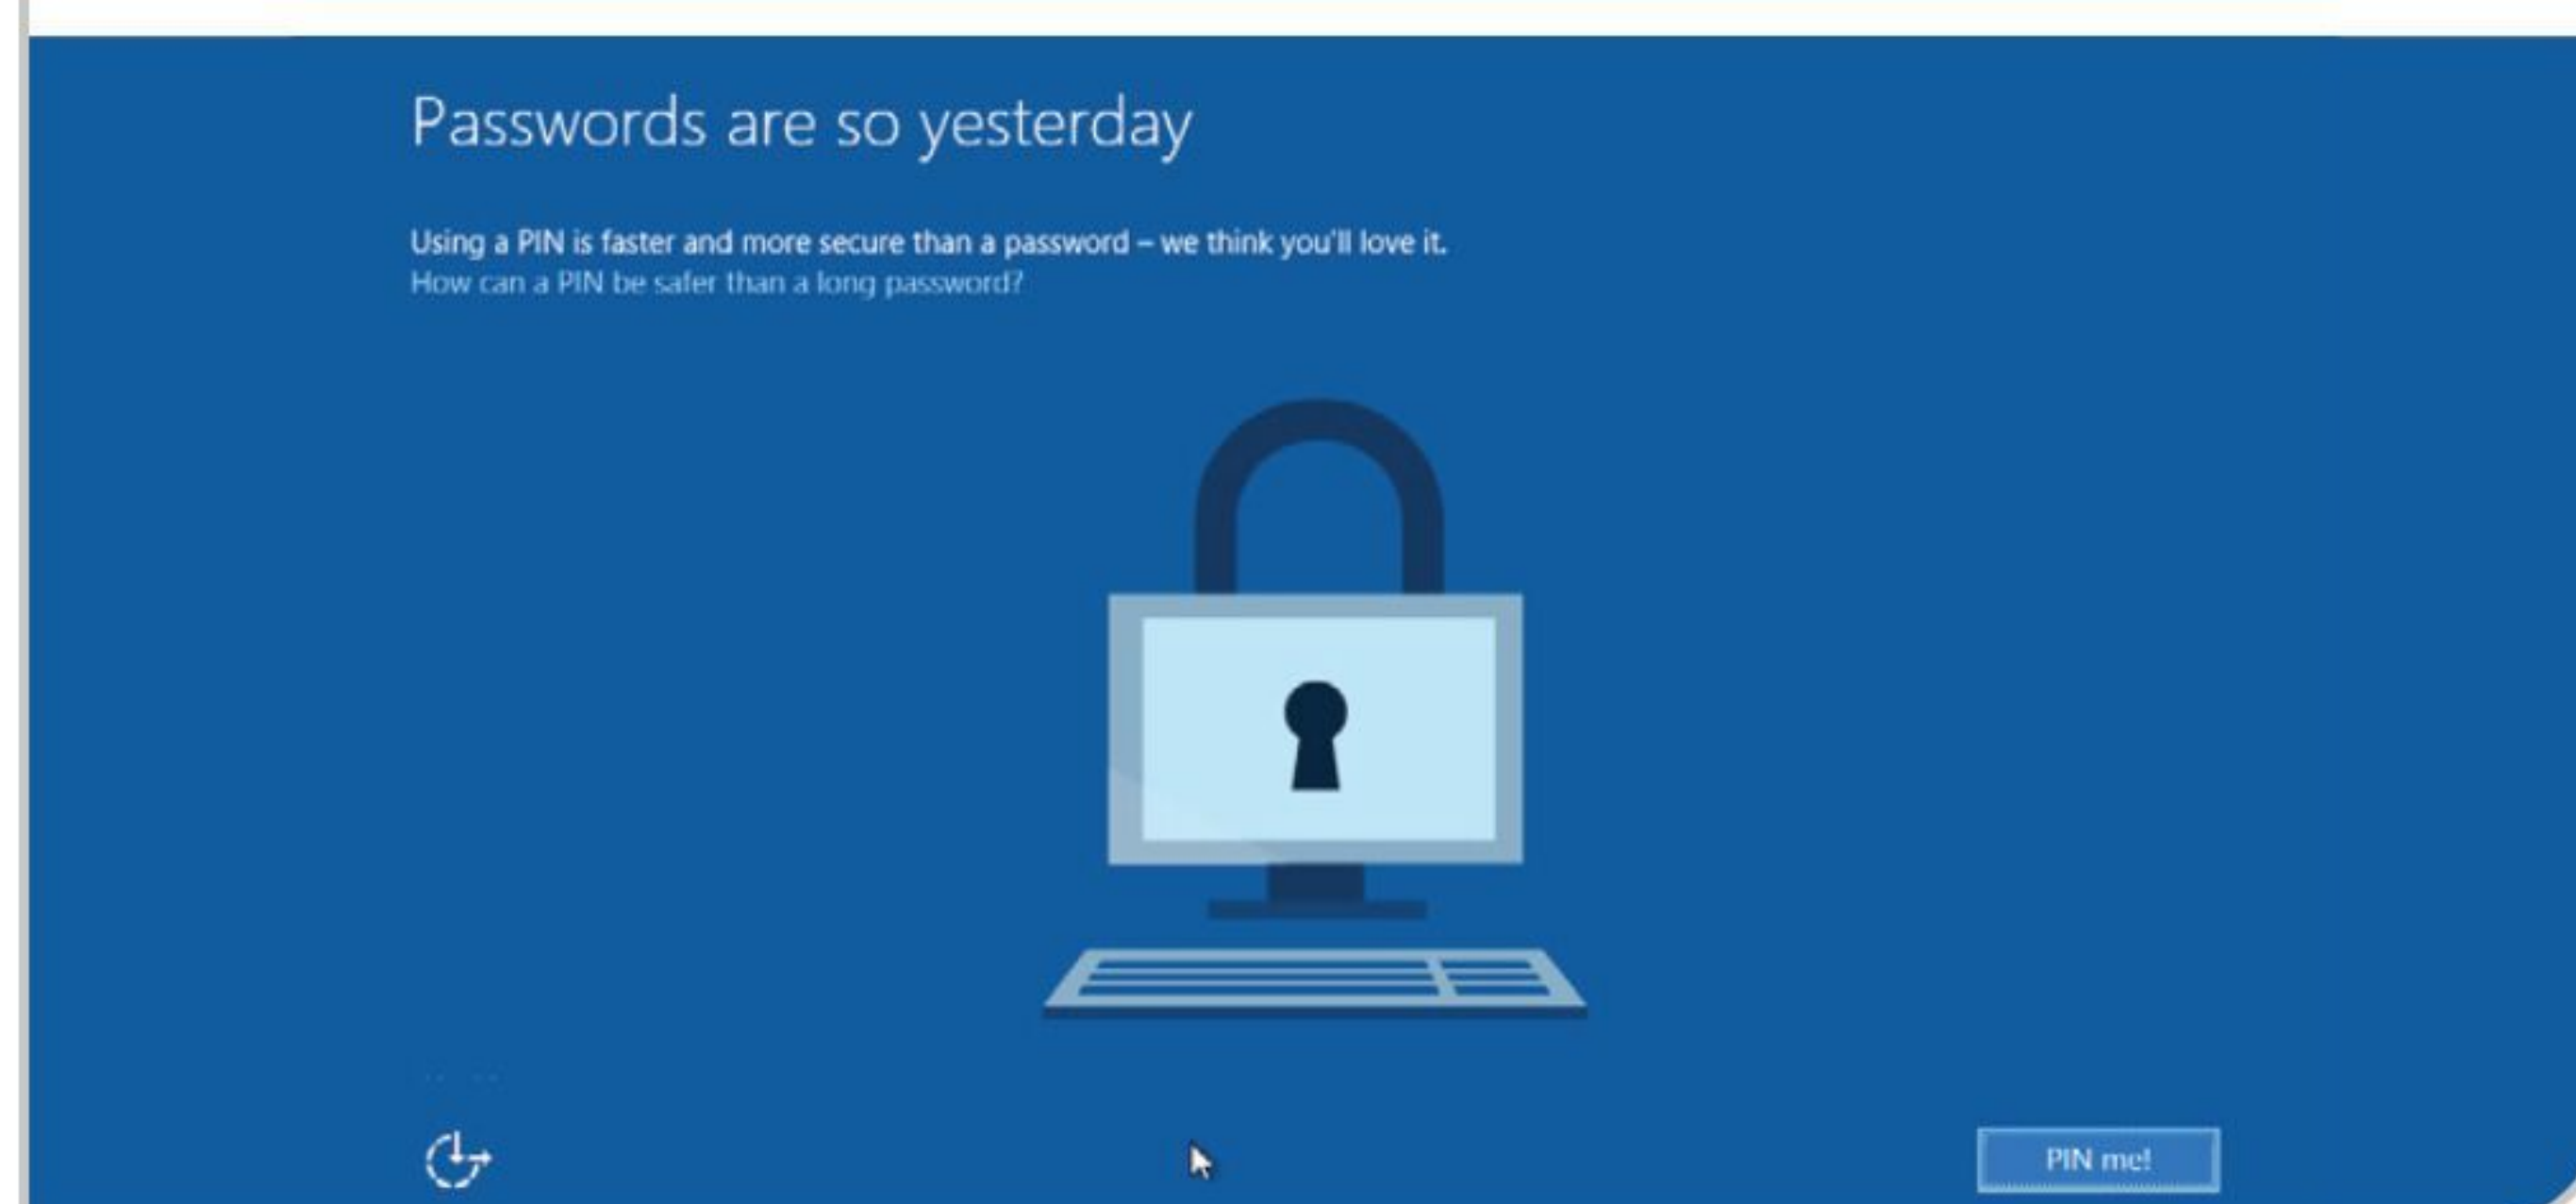 Passwords are so yesterday
Using a PIN is faster and more secure than a password – we think you'll love it.
How can a PIN be safer than a long password?
PIN me!